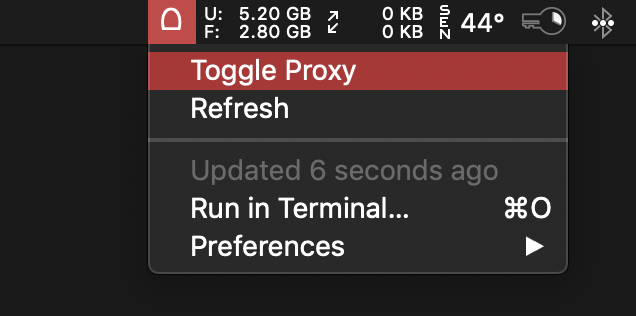 U: 5.20 GB 0 KB SEN 44°
F: 2.80 GB 0 KB
Toggle Proxy
Refresh
Updated 6 seconds ago
Run in Terminal... ⌘O
Preferences ▶